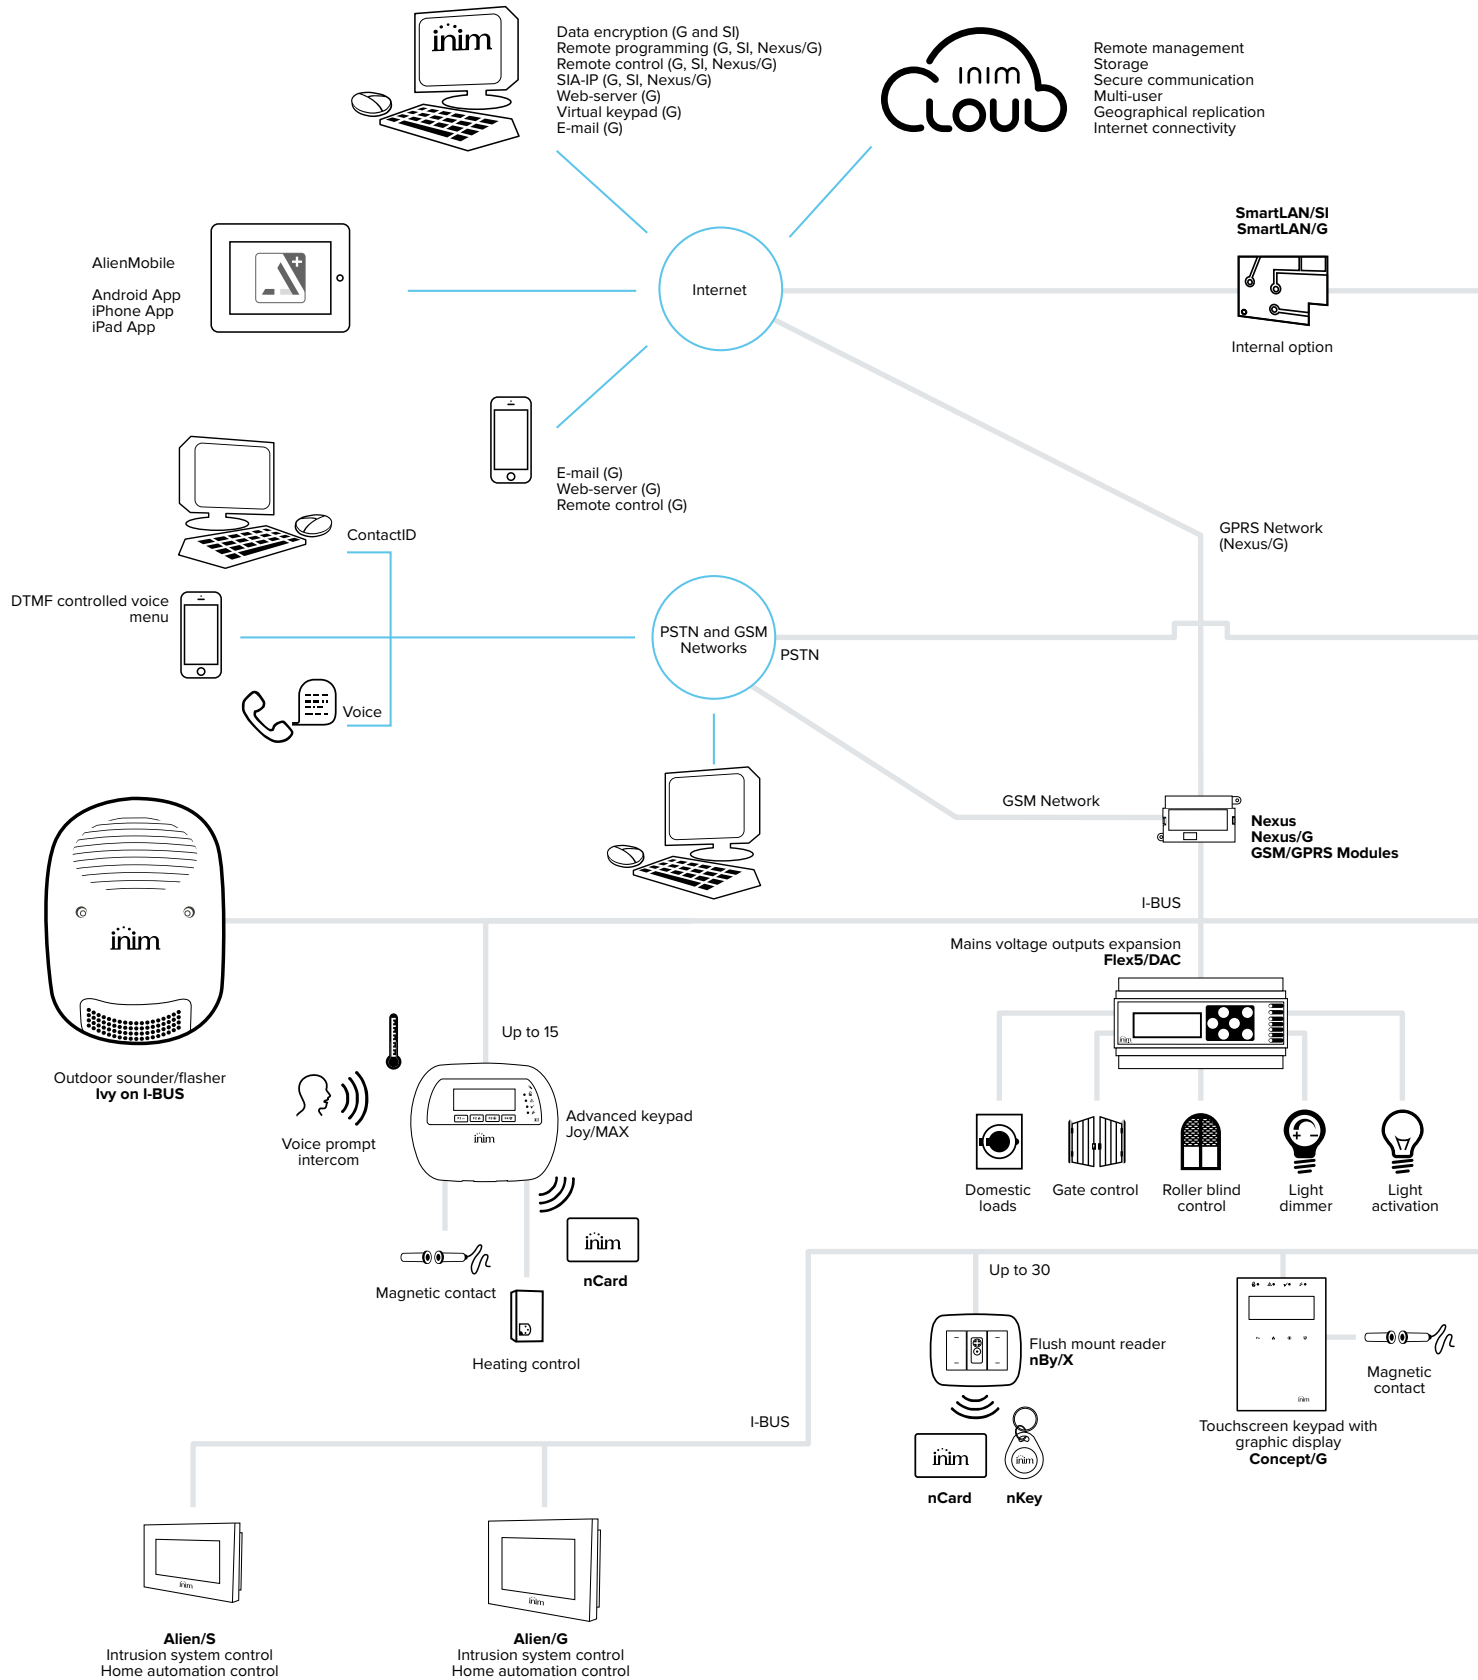 inim
Data encryption (G and SI)
Remote programming (G, SI, Nexus/G)
Remote control (G, SI, Nexus/G)
SIA-IP (G, SI, Nexus/G)
Web-server (G)
Virtual keypad (G)
E-mail (G)
INIM
CLOUD
Remote management
Storage
Secure communication
Multi-user
Geographical replication
Internet connectivity
AlienMobile
Android App
iPhone App
iPad App
Internet
SmartLAN/SI
SmartLAN/G
Internal option
E-mail (G)
Web-server (G)
Remote control (G)
ContactID
DTMF controlled voice
menu
Voice
PSTN and GSM
Networks
PSTN
GPRS Network
(Nexus/G)
GSM Network
Nexus
Nexus/G
GSM/GPRS Modules
I-BUS
inim
Outdoor sounder/flasher
Ivy on I-BUS
Up to 15
Voice prompt
intercom
inim
Advanced keypad
Joy/MAX
Magnetic contact
inim
nCard
Heating control
Mains voltage outputs expansion
Flex5/DAC
inim
Domestic
loads
Gate control
Roller blind
control
Light
dimmer
Light
activation
Up to 30
Flush mount reader
nBy/X
inim
nCard
inim
nKey
inim
Magnetic
contact
Touchscreen keypad with
graphic display
Concept/G
I-BUS
inim
Alien/S
Intrusion system control
Home automation control
inim
Alien/G
Intrusion system control
Home automation control